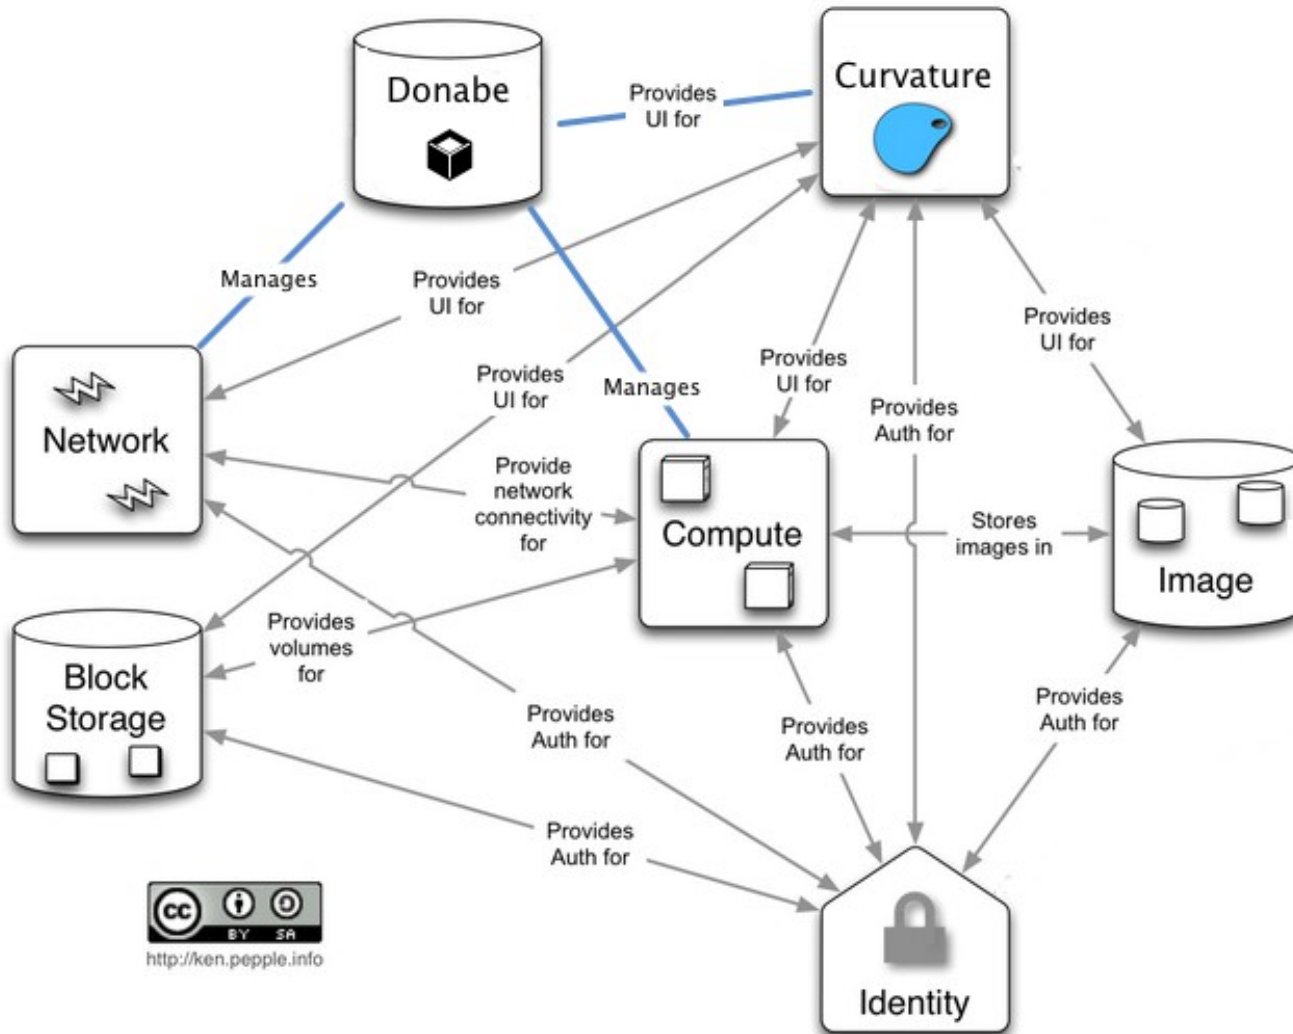 Donabe
Curvature
Provides
UI for
Manages
Provides
UI for
Provides
UI for
Provides
UI for
Provides
UI for
Manages
Provides
Auth for
Network
Provide
network
connectivity
for
Compute
Stores
images in
Image
Provides
volumes
for
Block
Storage
Provides
Auth for
Provides
Auth for
Provides
Auth for
Provides
Auth for
Identity
cc
BY SA
http://ken.pepple.info